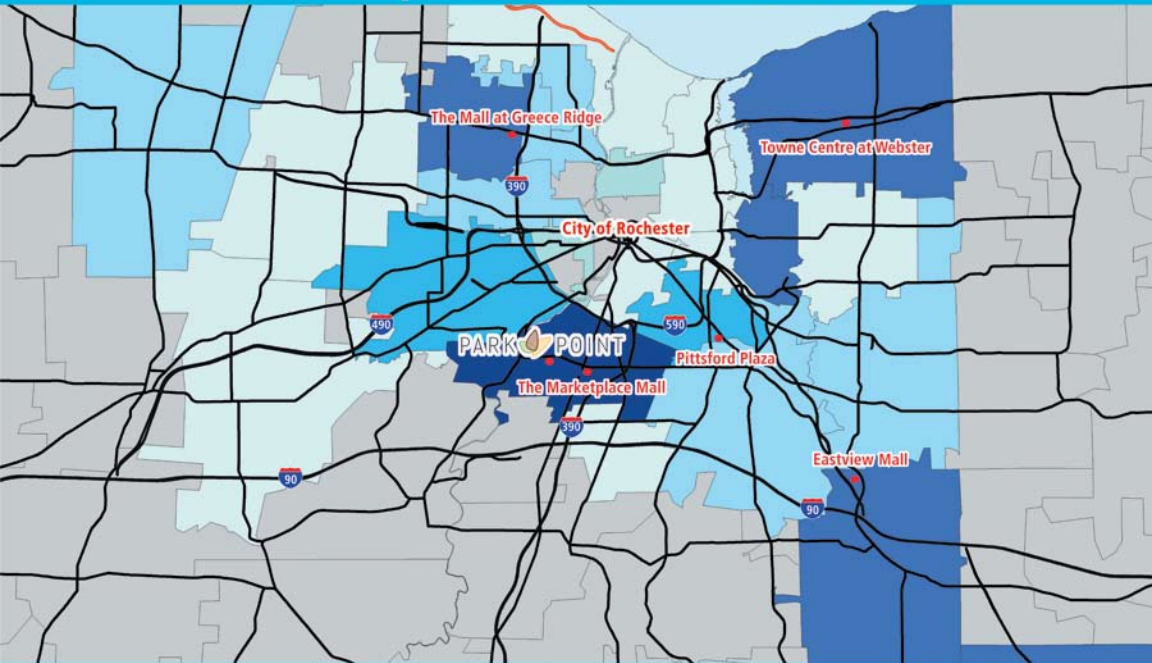 The Mall at Greece Ridge
Towne Centre at Webster
390
City of Rochester
490
590
PARK POINT
Pittsford Plaza
The Marketplace Mall
390
Eastview Mall
90
90